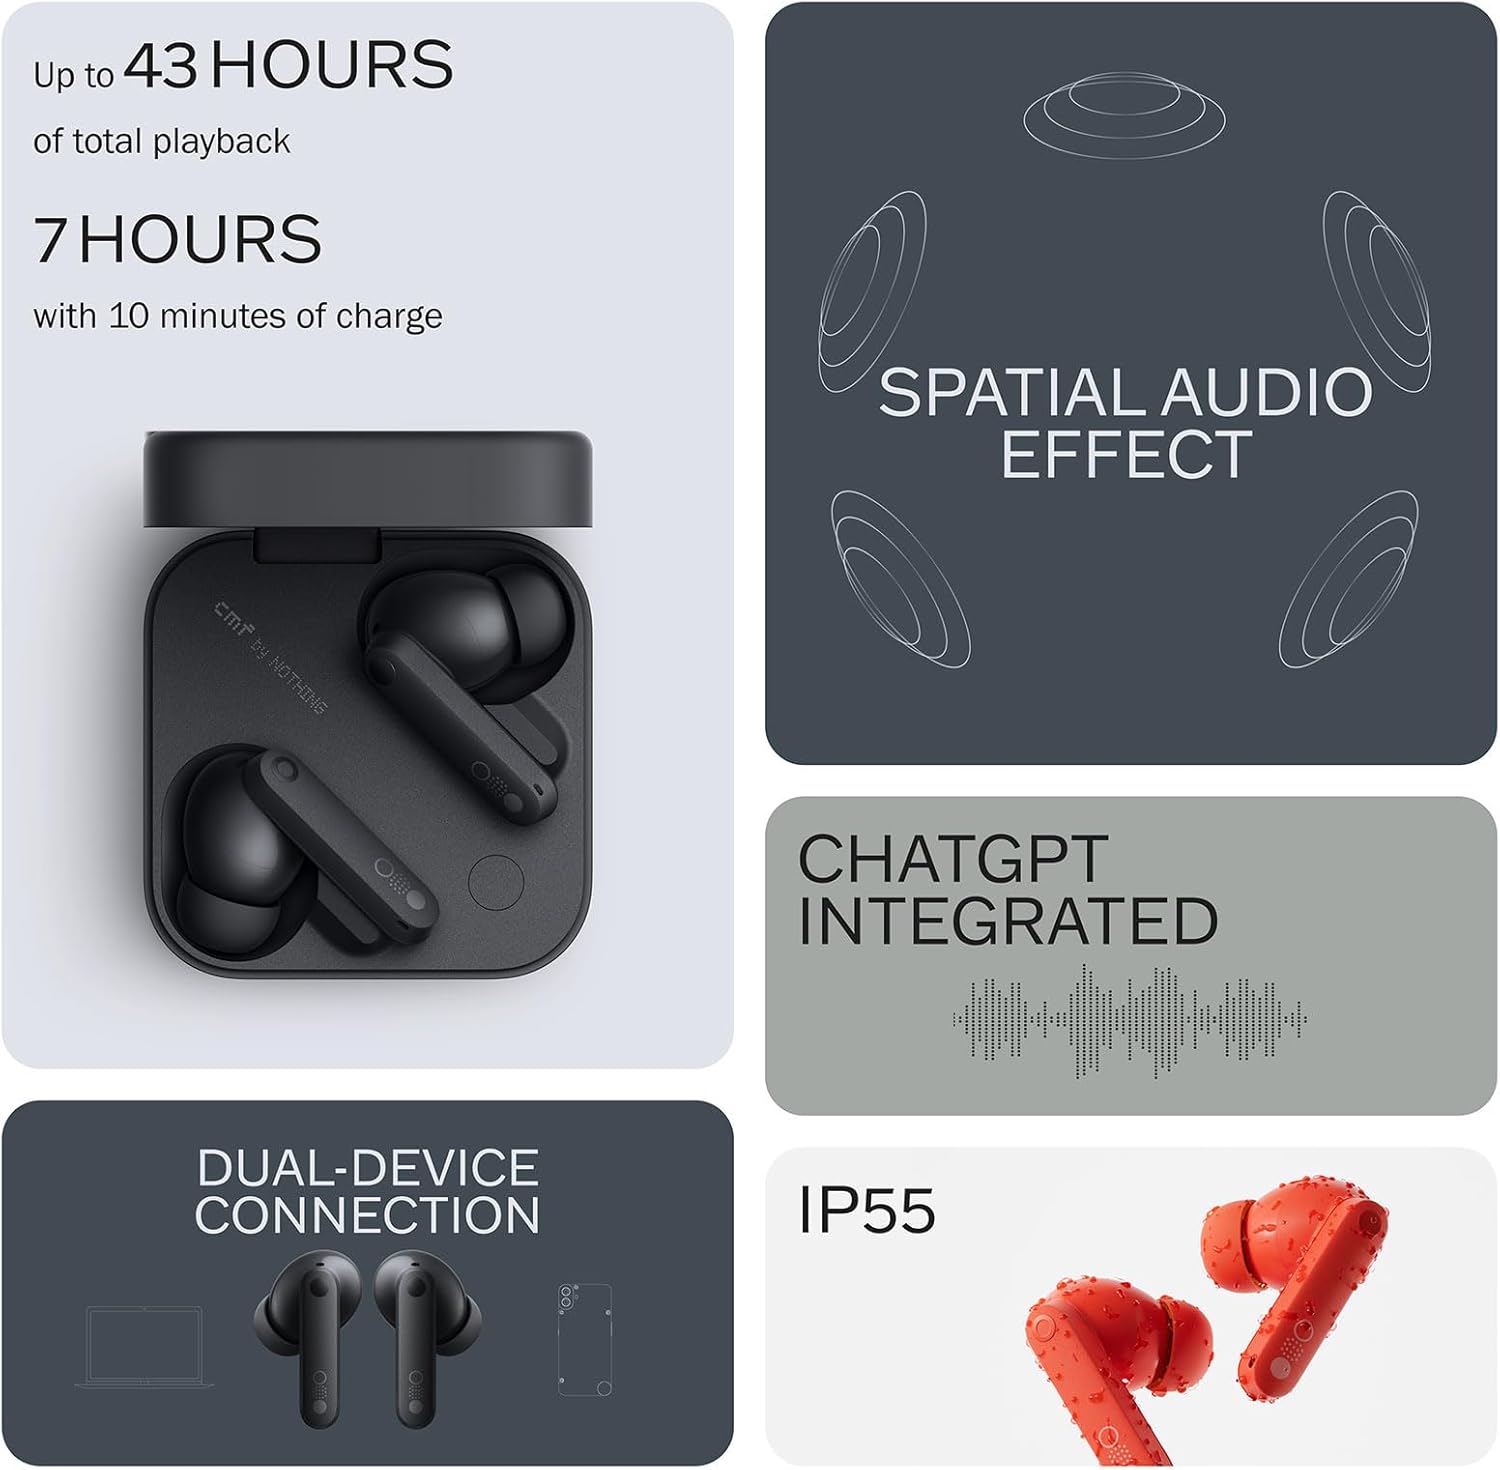 Up to 43 HOURS
of total playback
7 HOURS
with 10 minutes of charge
cmf by NOTHING
SPATIAL AUDIO
EFFECT
CHATGPT
INTEGRATED
DUAL-DEVICE
CONNECTION
IP55